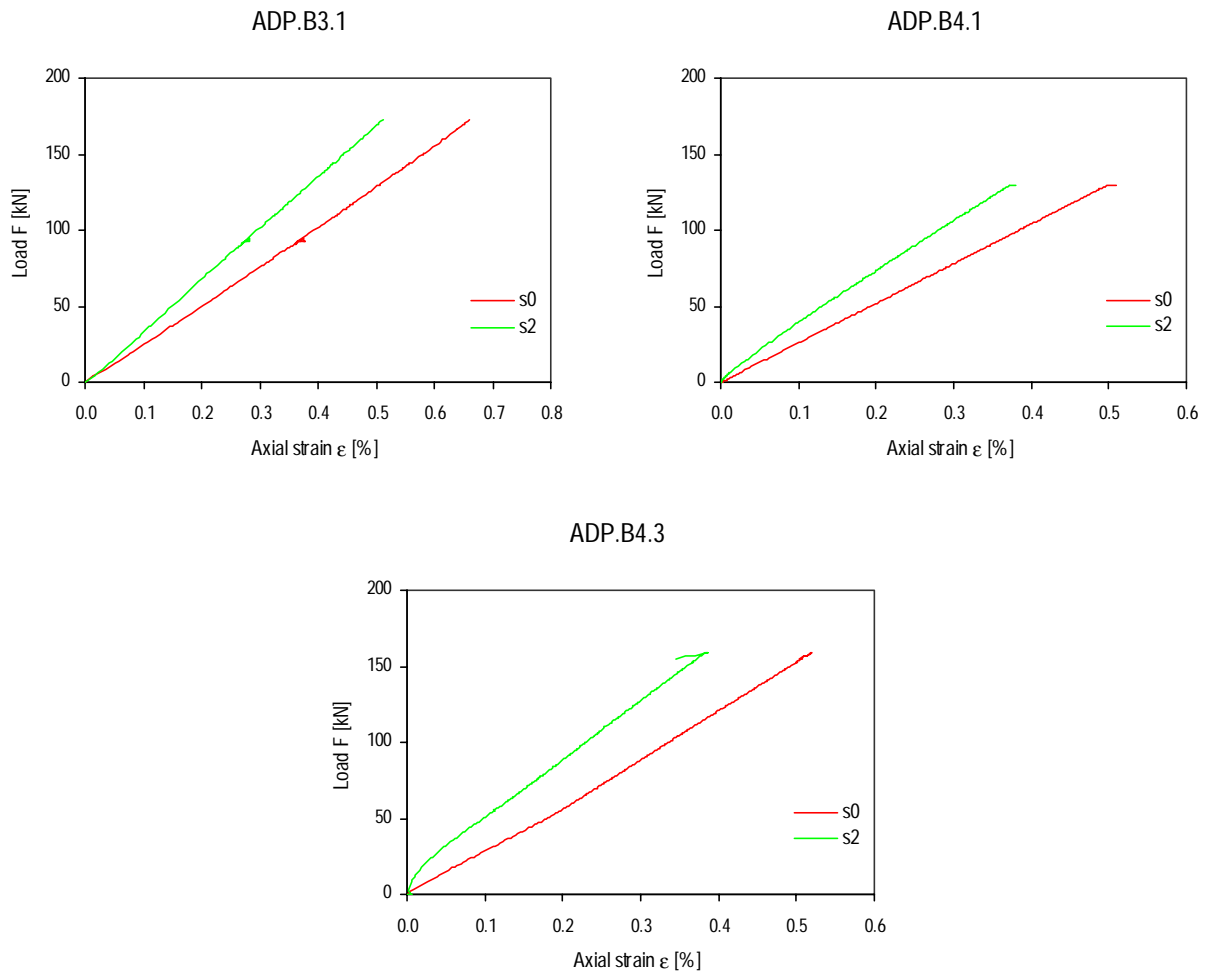 ADP.B3.1
200
150
100
50
0
Load F [kN]
s0
s2
0.0 0.1 0.2 0.3 0.4 0.5 0.6 0.7 0.8
Axial strain ε [%]
ADP.B4.1
200
150
100
50
0
Load F [kN]
s0
s2
0.0 0.1 0.2 0.3 0.4 0.5 0.6
Axial strain ε [%]
ADP.B4.3
200
150
100
50
0
Load F [kN]
s0
s2
0.0 0.1 0.2 0.3 0.4 0.5 0.6
Axial strain ε [%]